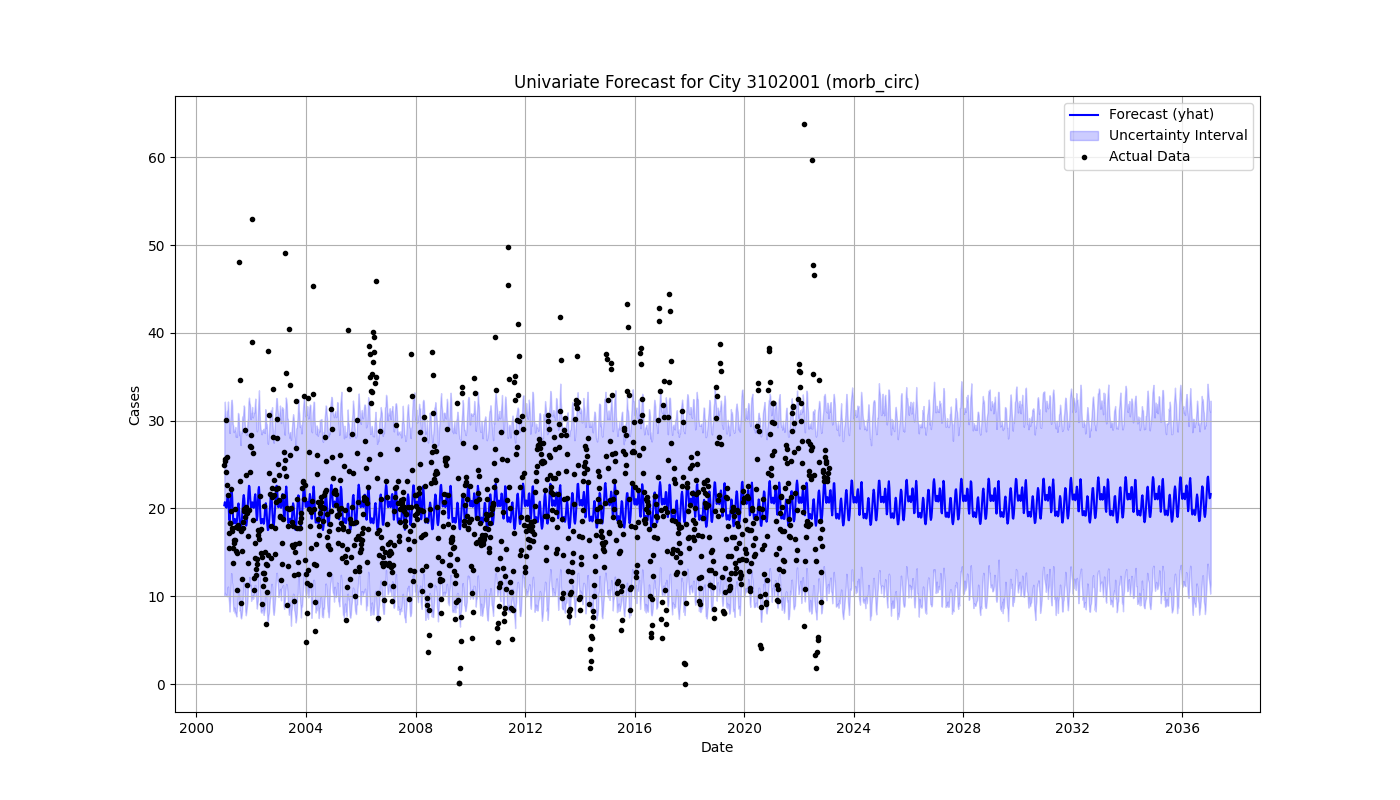 Univariate Forecast for City 3102001 (morb_circ)
Forecast (yhat)
Uncertainty Interval
Actual Data
Cases
60
50
40
30
20
10
0
2000 2004 2008 2012 2016 2020 2024 2028 2032 2036
Date